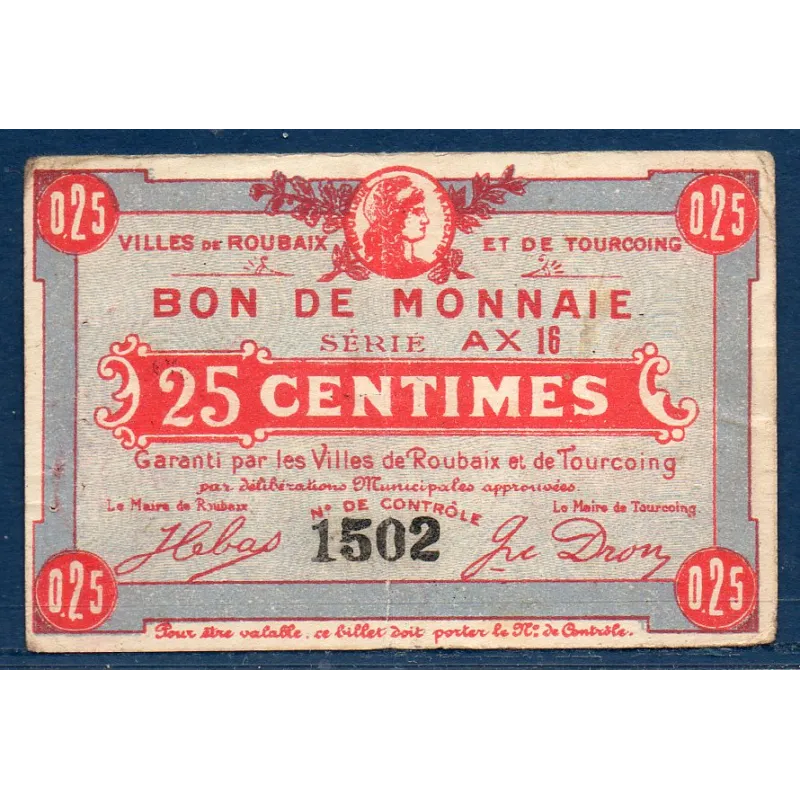 0.25
0.25
VILLES DE ROUBAIX ET DE TOURCOING
BON DE MONNAIE
SÉRIE AX 16
25 CENTIMES
Garanti par les Villes de Roubaix et de Tourcoing
par délibérations Municipales approuvées.
Le Maire de Roubaix
Le Maire de Tourcoing
No DE CONTRÔLE
1502
JLebas
Gve Dron
0.25
0.25
Pour être valable, ce billet doit porter le No de Contrôle.